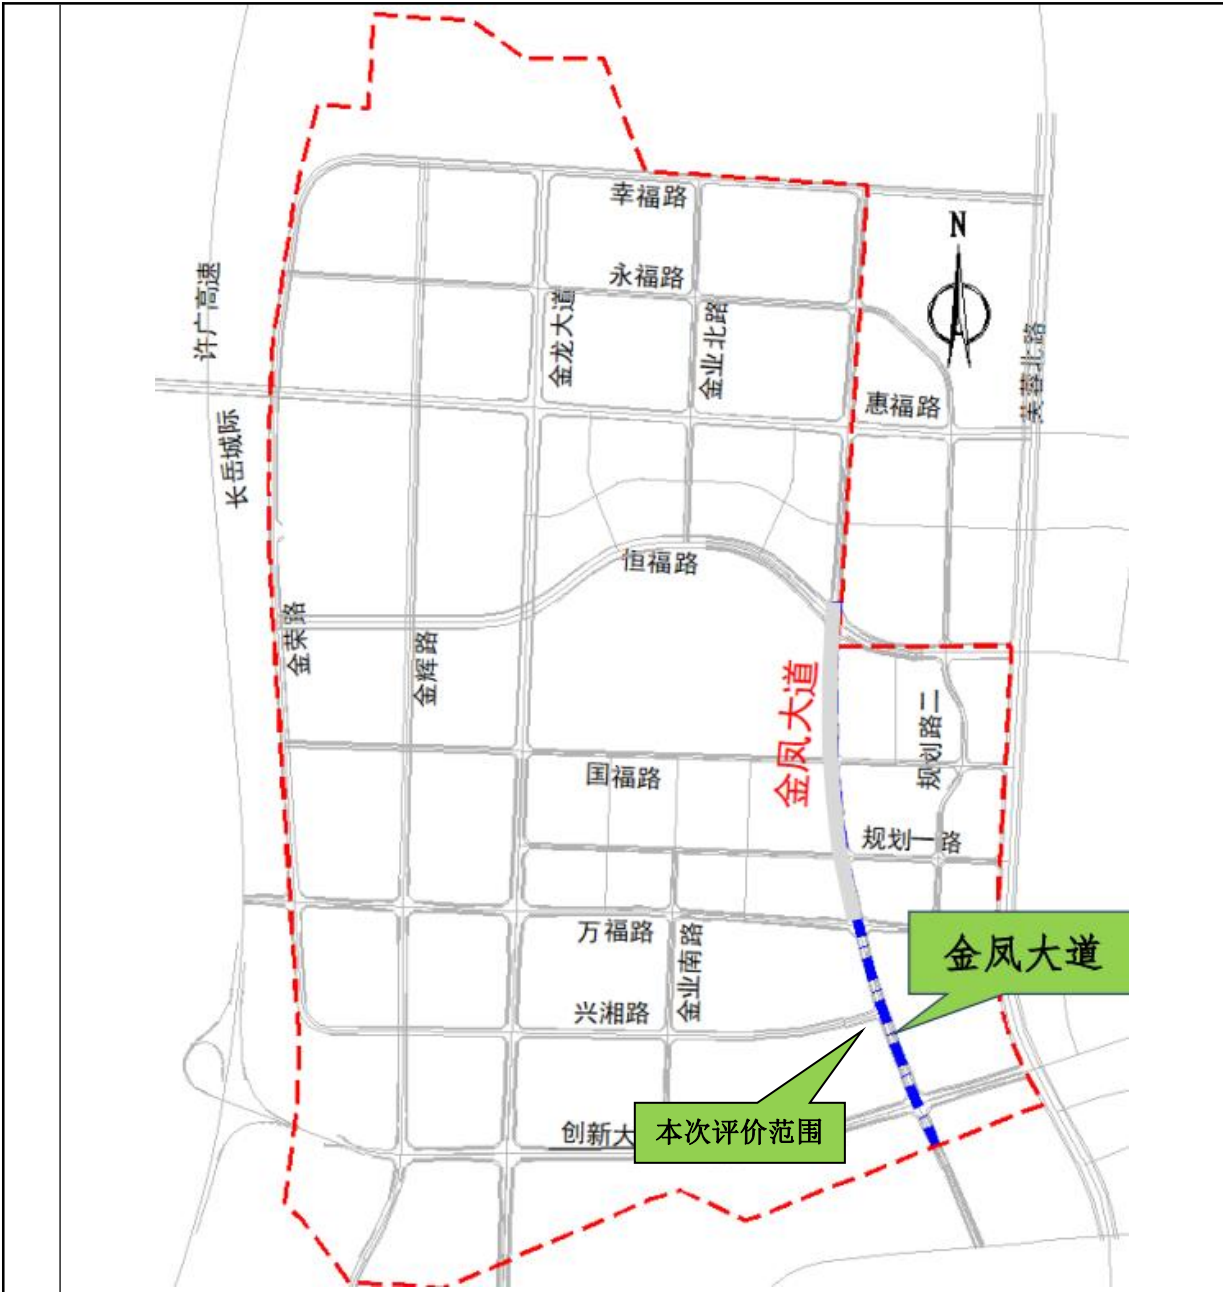 幸福路
N
永福路
许广高速
金龙大道
金业北路
芙蓉北路
惠福路
长岳城际
恒福路
金荣路
金辉路
金凤大道
规划路二
国福路
规划一路
万福路
金业南路
金凤大道
兴湘路
创新大
本次评价范围